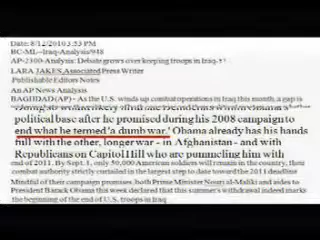 Date: 8/12/2010 3:53 PM
BC-ML--Iraq-Analysis/948
AP-2300-Analysis: Debate grows over keeping troops in Iraq
LARA JAKES, Associated Press Writer
Publishable Editors Notes
An AP News Analysis
BAGHDAD (AP) - As the U.S. winds up combat operations in Iraq this month, a gap is
political base after he promised during his 2008 campaign to
end what he termed 'a dumb war.' Obama already has his hands
full with the other, longer war - in Afghanistan - and with
Republicans on Capitol Hill who are pummeling him with
end of 2011. By Sept. 1, only 50,000 American soldiers will remain in the country, their
combat authority strictly curtailed in the largest step to date toward the 2011 deadline
Mindful of their campaign promises, both Prime Minister Nouri al-Maliki and aides to
President Barack Obama this week declared that this summer's withdrawal indeed marks
the beginning of the end of U.S. troops in Iraq